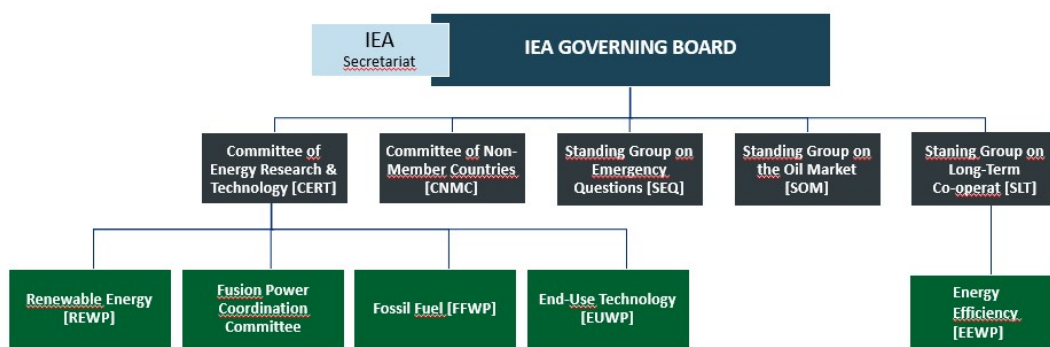 IEA
Secretariat
IEA GOVERNING BOARD
Committee of
Energy Research &
Technology [CERT]
Committee of Non-
Member Countries
[CNMC]
Standing Group on
Emergency
Questions [SEQ]
Standing Group on
the Oil Market
[SOM]
Staning Group on
Long-Term
Co-operat [SLT]
Renewable Energy
[REWP]
Fusion Power
Coordination
Committee
Fossil Fuel [FFWP]
End-Use Technology
[EUWP]
Energy
Efficiency
[EEWP]